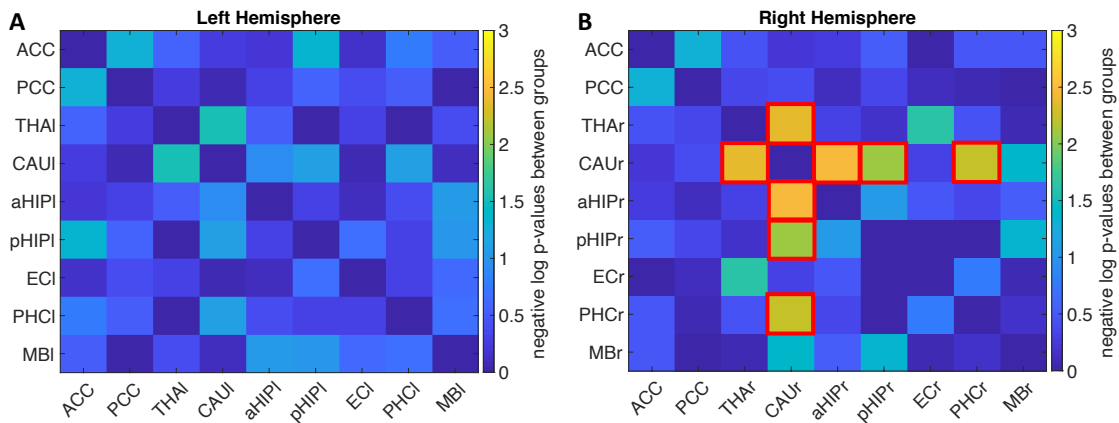 A
Left Hemisphere
ACC
PCC
THAl
CAUl
aHIPl
pHIPl
ECl
PHCl
MBl
ACC
PCC
THAl
CAUl
aHIPl
pHIPl
ECl
PHCl
MBl
3
2.5
2
1.5
1
0.5
0
negative log p-values between groups
B
Right Hemisphere
ACC
PCC
THAr
CAUr
aHIPr
pHIPr
ECr
PHCr
MBr
ACC
PCC
THAr
CAUr
aHIPr
pHIPr
ECr
PHCr
MBr
3
2.5
2
1.5
1
0.5
0
negative log p-values between groups